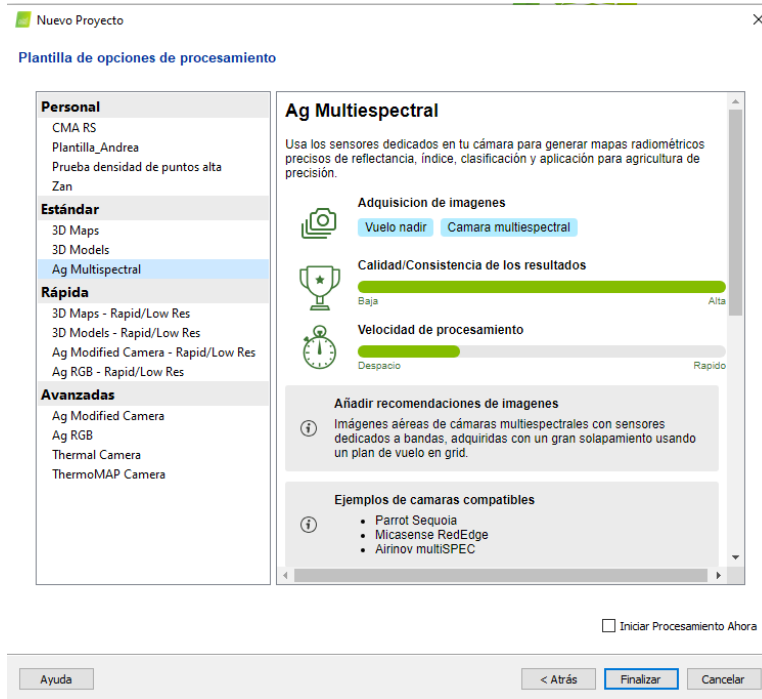 Nuevo Proyecto
Plantilla de opciones de procesamiento
Personal
CMA RS
Plantilla_Andrea
Prueba densidad de puntos alta
Zan
Estándar
3D Maps
3D Models
Ag Multispectral
Rápida
3D Maps - Rapid/Low Res
3D Models - Rapid/Low Res
Ag Modified Camera - Rapid/Low Res
Ag RGB - Rapid/Low Res
Avanzadas
Ag Modified Camera
Ag RGB
Thermal Camera
ThermoMAP Camera
Ag Multiespectral
Usa los sensores dedicados en tu cámara para generar mapas radiométricos
precisos de reflectancia, índice, clasificación y aplicación para agricultura de
precisión.
Adquisicion de imagenes
Vuelo nadir Camara multiespectral
Calidad/Consistencia de los resultados
Baja Alta
Velocidad de procesamiento
Despacio Rapido
Añadir recomendaciones de imagenes
Imágenes aéreas de cámaras multiespectrales con sensores
dedicados a bandas, adquiridas con un gran solapamiento usando
un plan de vuelo en grid.
Ejemplos de camaras compatibles
• Parrot Sequoia
• Micasense RedEdge
• Airinov multiSPEC
Iniciar Procesamiento Ahora
Ayuda < Atrás Finalizar Cancelar